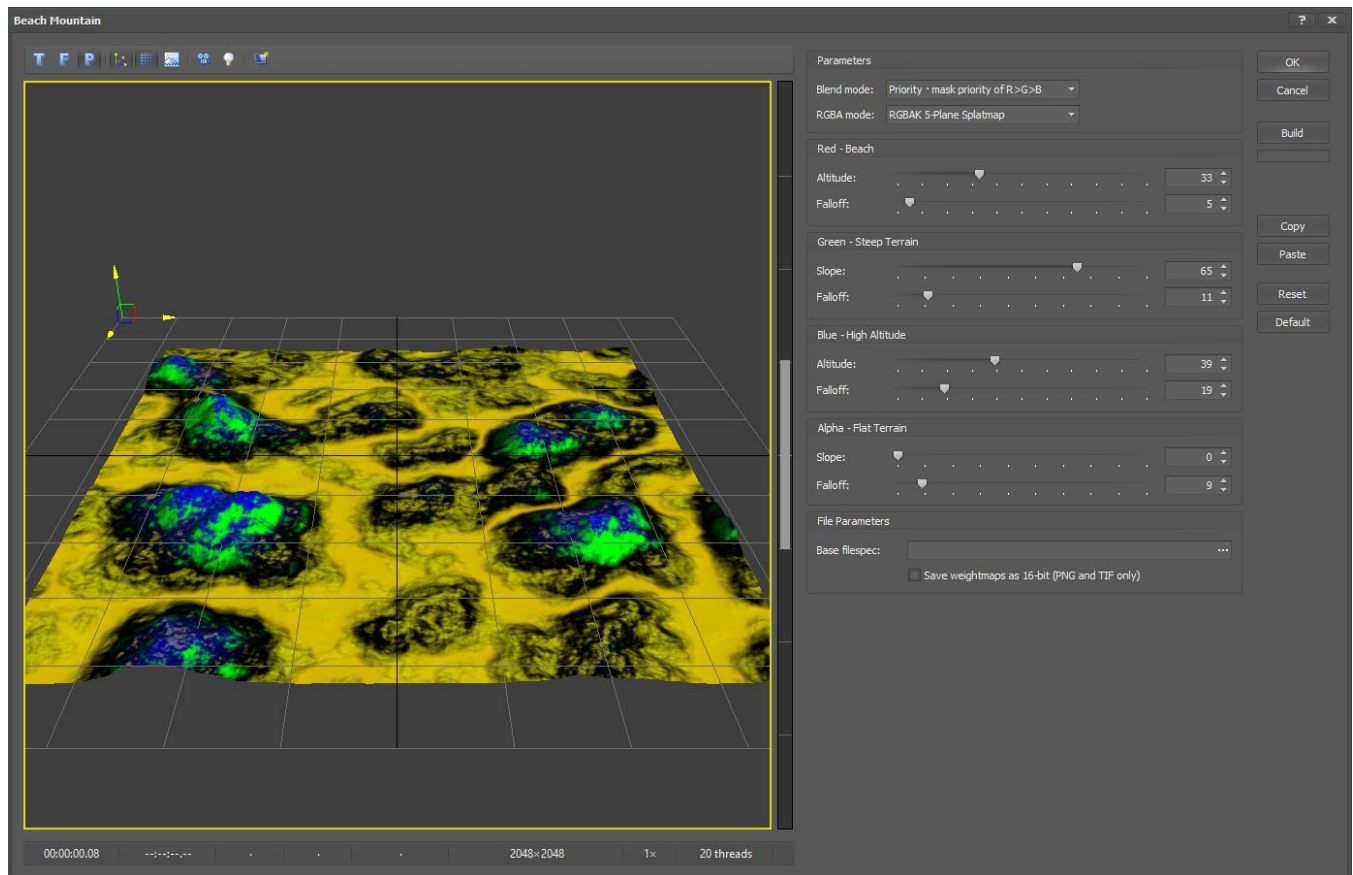 Beach Mountain
? x
T F P
Parameters
OK
Blend mode: Priority · mask priority of R>G>B
Cancel
RGBA mode: RGBAK 5-Plane Splatmap
Build
Red - Beach
Altitude: 33
Falloff: 5
Copy
Green - Steep Terrain
Paste
Slope: 65
Falloff: 11
Reset
Default
Blue - High Altitude
Altitude: 39
Falloff: 19
Alpha - Flat Terrain
Slope: 0
Falloff: 9
File Parameters
Base filespec: ...
Save weightmaps as 16-bit (PNG and TIF only)
00:00:00.08 --:--:--.-- . . . 2048×2048 1× 20 threads